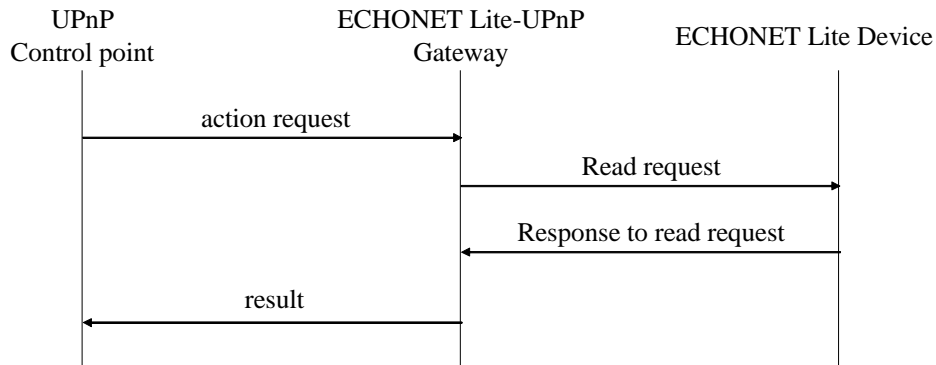 UPnP
Control point
ECHONET Lite-UPnP
Gateway
ECHONET Lite Device
action request
Read request
Response to read request
result